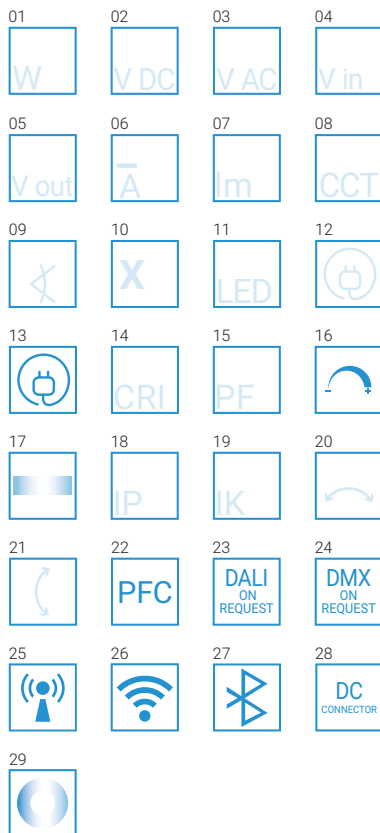 01 02 03 04
W V DC V AC V in
05 06 07 08
V out A lm CCT
09 10 11 12
X LED
13 14 15 16
CRI PF
- +
17 18 19 20
IP IK
21 22 23 24
PFC DALI ON REQUEST DMX ON REQUEST
25 26 27 28
DC CONNECTOR
29